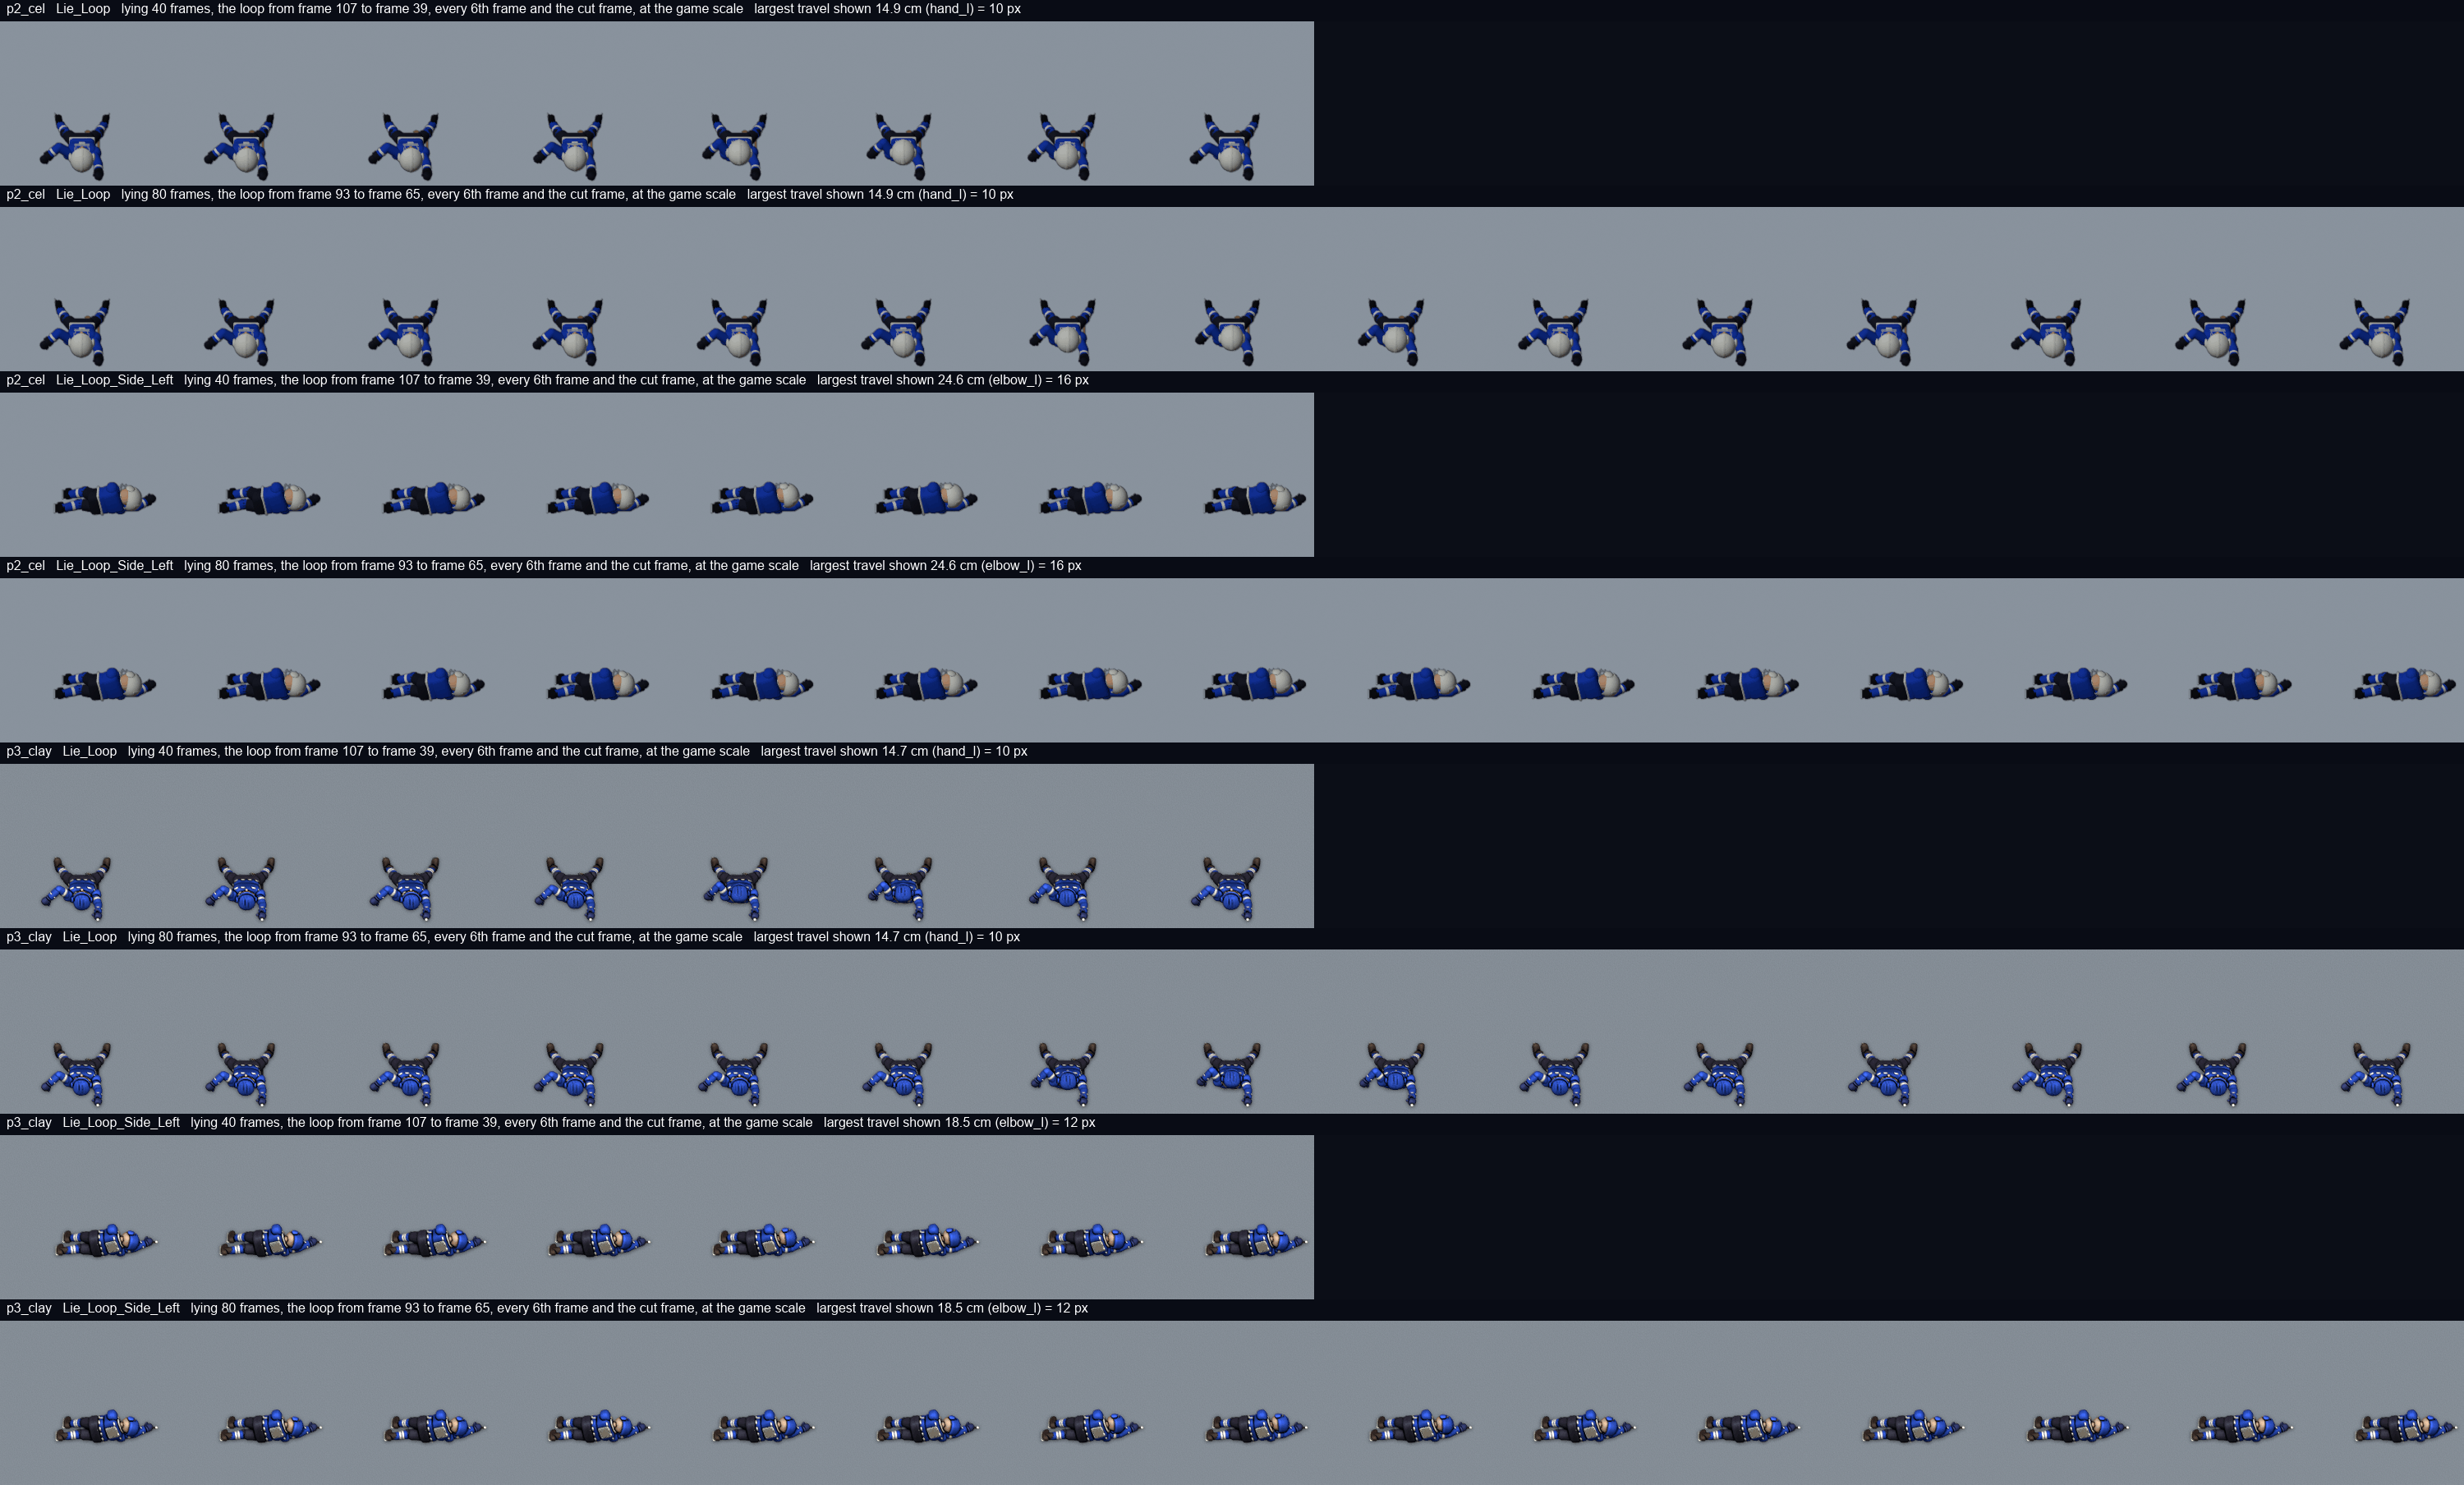 p2_cel Lie_Loop lying 40 frames, the loop from frame 107 to frame 39, every 6th frame and the cut frame, at the game scale largest travel shown 14.9 cm (hand_l) = 10 px
p2_cel Lie_Loop lying 80 frames, the loop from frame 93 to frame 65, every 6th frame and the cut frame, at the game scale largest travel shown 14.9 cm (hand_l) = 10 px
p2_cel Lie_Loop_Side_Left lying 40 frames, the loop from frame 107 to frame 39, every 6th frame and the cut frame, at the game scale largest travel shown 24.6 cm (elbow_l) = 16 px
p2_cel Lie_Loop_Side_Left lying 80 frames, the loop from frame 93 to frame 65, every 6th frame and the cut frame, at the game scale largest travel shown 24.6 cm (elbow_l) = 16 px
p3_clay Lie_Loop lying 40 frames, the loop from frame 107 to frame 39, every 6th frame and the cut frame, at the game scale largest travel shown 14.7 cm (hand_l) = 10 px
p3_clay Lie_Loop lying 80 frames, the loop from frame 93 to frame 65, every 6th frame and the cut frame, at the game scale largest travel shown 14.7 cm (hand_l) = 10 px
p3_clay Lie_Loop_Side_Left lying 40 frames, the loop from frame 107 to frame 39, every 6th frame and the cut frame, at the game scale largest travel shown 18.5 cm (elbow_l) = 12 px
p3_clay Lie_Loop_Side_Left lying 80 frames, the loop from frame 93 to frame 65, every 6th frame and the cut frame, at the game scale largest travel shown 18.5 cm (elbow_l) = 12 px